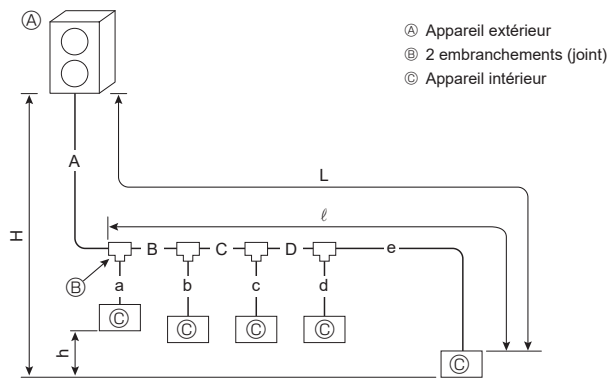 Ⓐ
Ⓐ Appareil extérieur
Ⓑ 2 embranchements (joint)
Ⓒ Appareil intérieur
A
L
H
ℓ
B C D e
Ⓑ a b c d
Ⓒ Ⓒ Ⓒ Ⓒ
h
Ⓒ